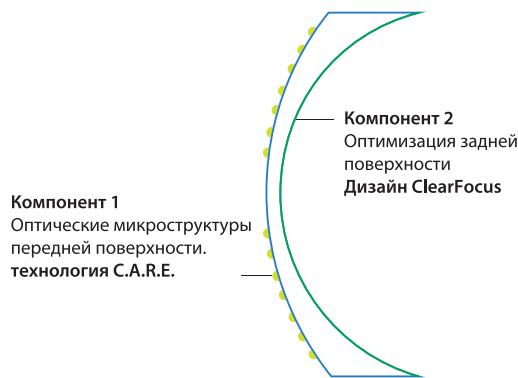 Компонент 2
Оптимизация задней
поверхности
Дизайн ClearFocus
Компонент 1
Оптические микроструктуры
передней поверхности.
технология C.A.R.E.